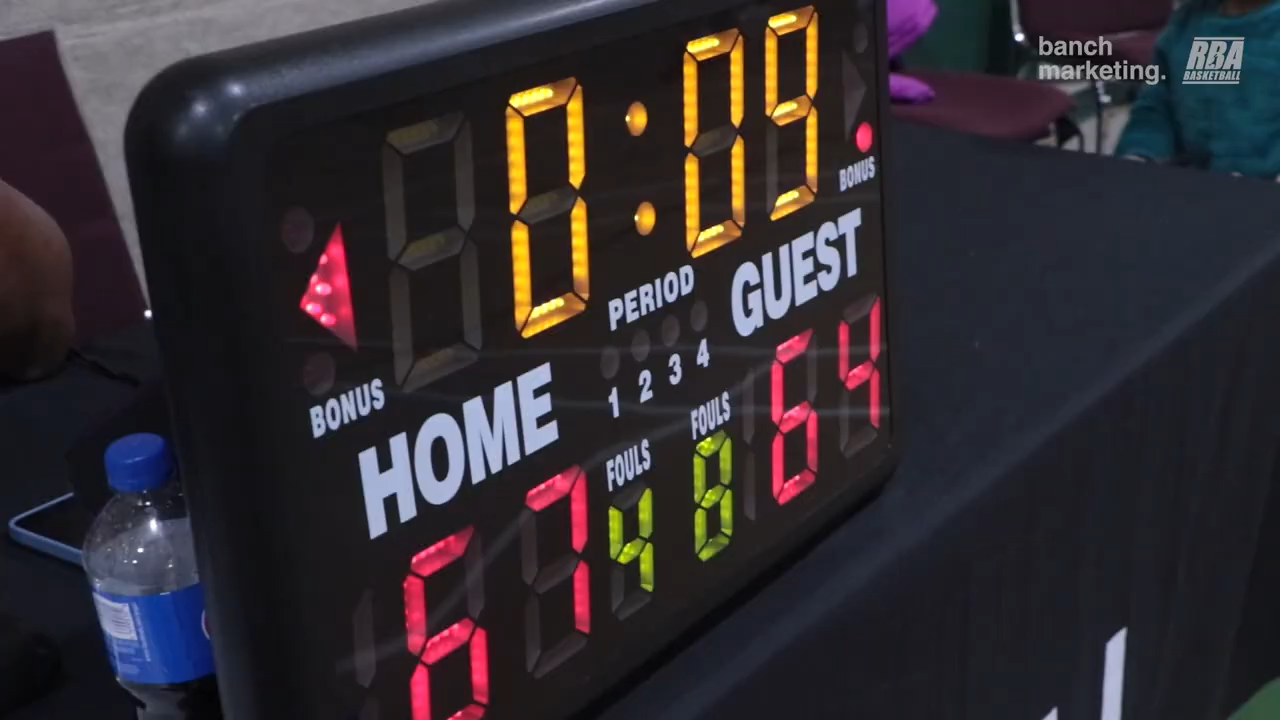 banch
marketing.
RBA
BASKETBALL
0:09
BONUS
BONUS
PERIOD
1 2 3 4
HOME
GUEST
FOULS
FOULS
67
4
8
64